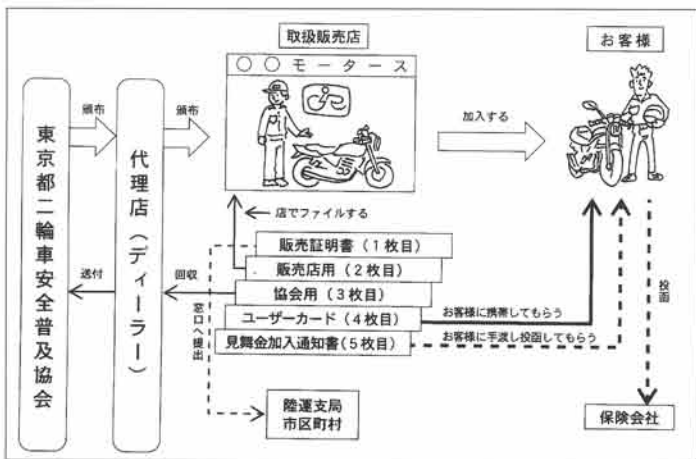 取扱販売店
お客様
○○モータース
頒布
頒布
加入する
東京都二輪車安全普及協会
代理店（ディーラー）
店でファイルする
販売証明書（１枚目）
販売店用（２枚目）
協会用（３枚目）
ユーザーカード（４枚目）
見舞金加入通知書（５枚目）
送付
回収
窓口へ提出
お客様に携帯してもらう
お客様に手渡し投函してもらう
投函
陸運支局
市区町村
保険会社